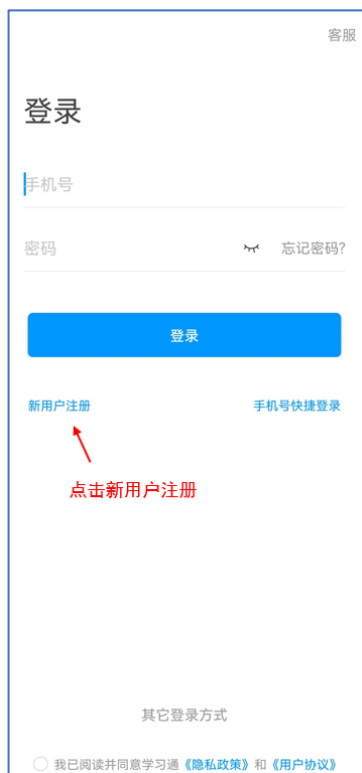 客服
登录
手机号
密码 忘记密码?
登录
新用户注册 手机号快捷登录
点击新用户注册
其它登录方式
我已阅读并同意学习通《隐私政策》和《用户协议》